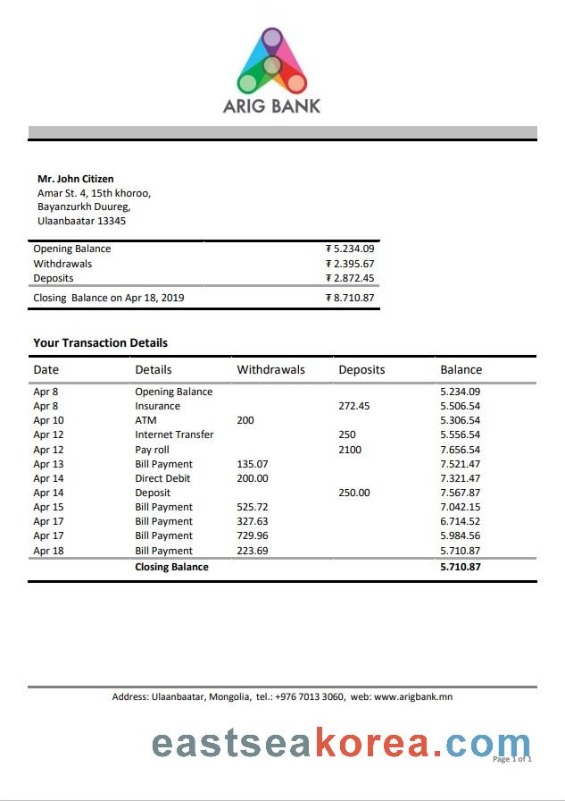 ARIG BANK
Mr. John Citizen
Amar St. 4, 15th khoroo,
Bayanzurkh Duureg,
Ulaanbaatar 13345
Opening Balance ₮ 5.234.09
Withdrawals ₮ 2.395.67
Deposits ₮ 2.872.45
Closing Balance on Apr 18, 2019 ₮ 8.710.87
Your Transaction Details
Date Details Withdrawals Deposits Balance
Apr 8 Opening Balance 5.234.09
Apr 8 Insurance 272.45 5.506.54
Apr 10 ATM 200 5.306.54
Apr 12 Internet Transfer 250 5.556.54
Apr 12 Pay roll 2100 7.656.54
Apr 13 Bill Payment 135.07 7.521.47
Apr 14 Direct Debit 200.00 7.321.47
Apr 14 Deposit 250.00 7.567.87
Apr 15 Bill Payment 525.72 7.042.15
Apr 17 Bill Payment 327.63 6.714.52
Apr 17 Bill Payment 729.96 5.984.56
Apr 18 Bill Payment 223.69 5.710.87
Closing Balance 5.710.87
Address: Ulaanbaatar, Mongolia, tel.: +976 7013 3060, web: www.arigbank.mn
eastseakorea.com
Page 1 of 1